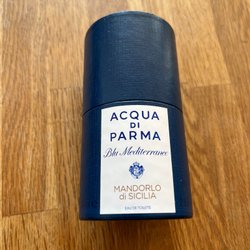 ACQUA
DI
PARMA
Blu Mediterraneo
MANDORLO
di SICILIA
EAU DE TOILETTE